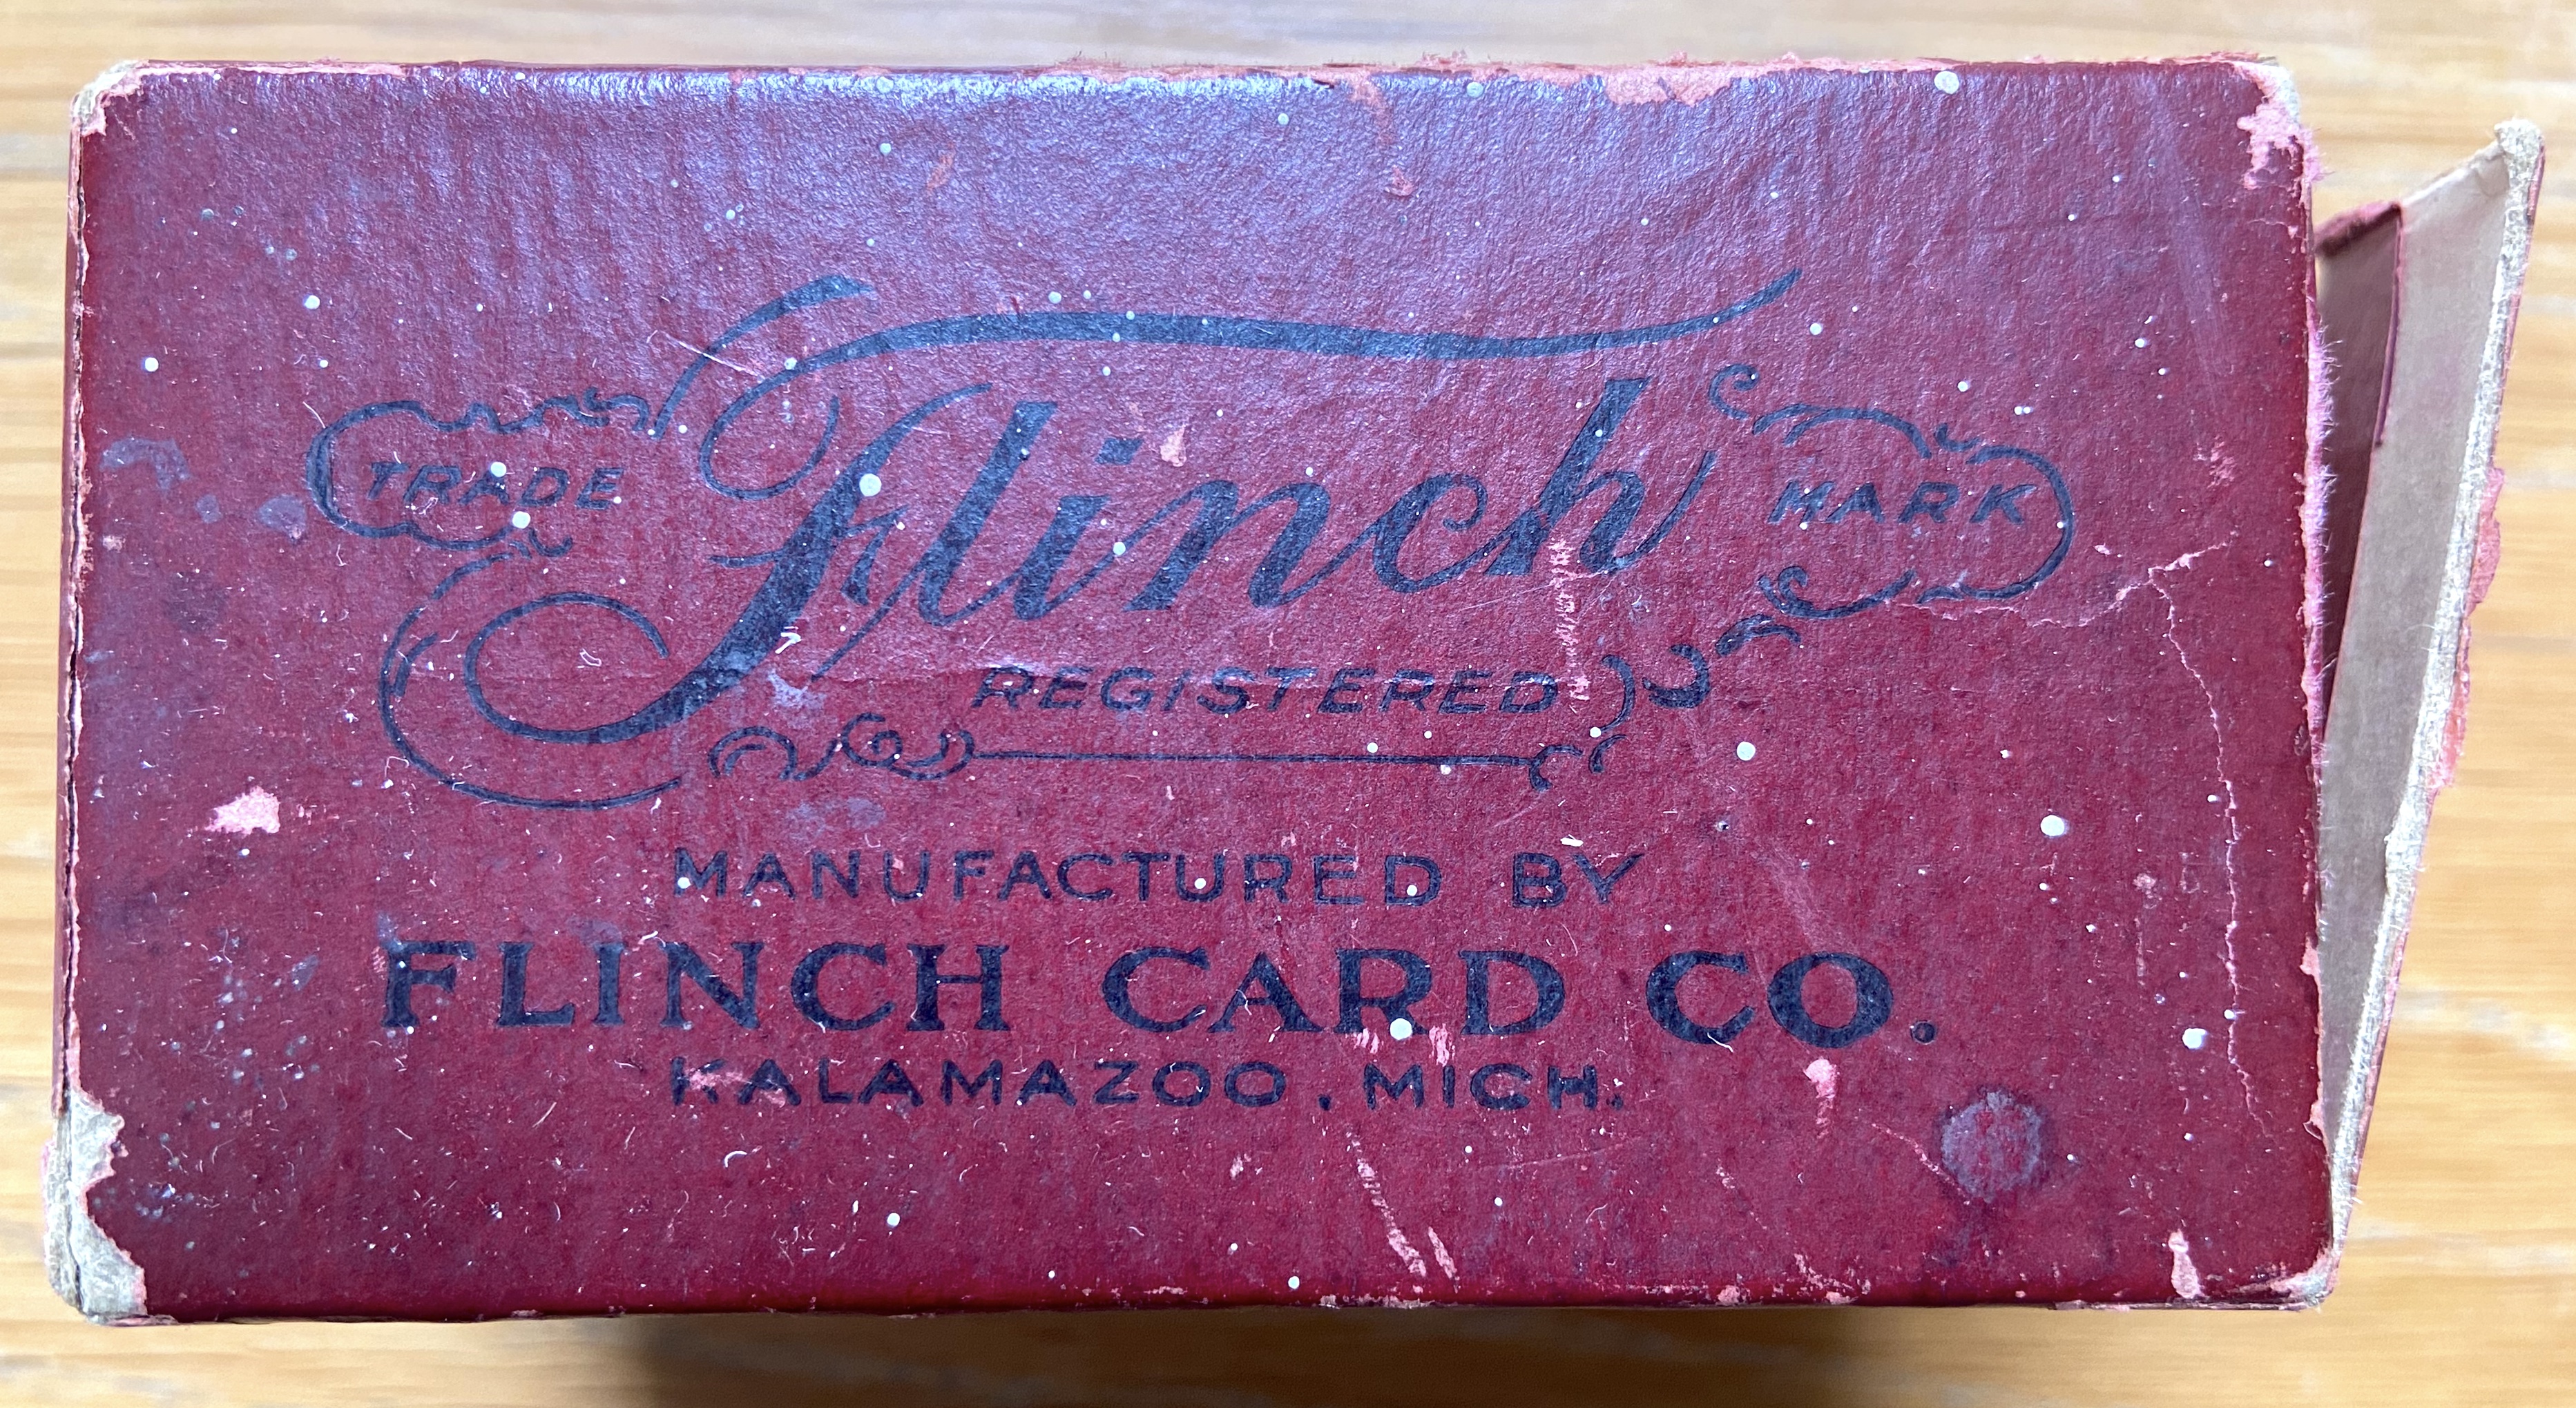 TRADE Flinch MARK
REGISTERED
MANUFACTURED BY
FLINCH CARD CO.
KALAMAZOO, MICH.